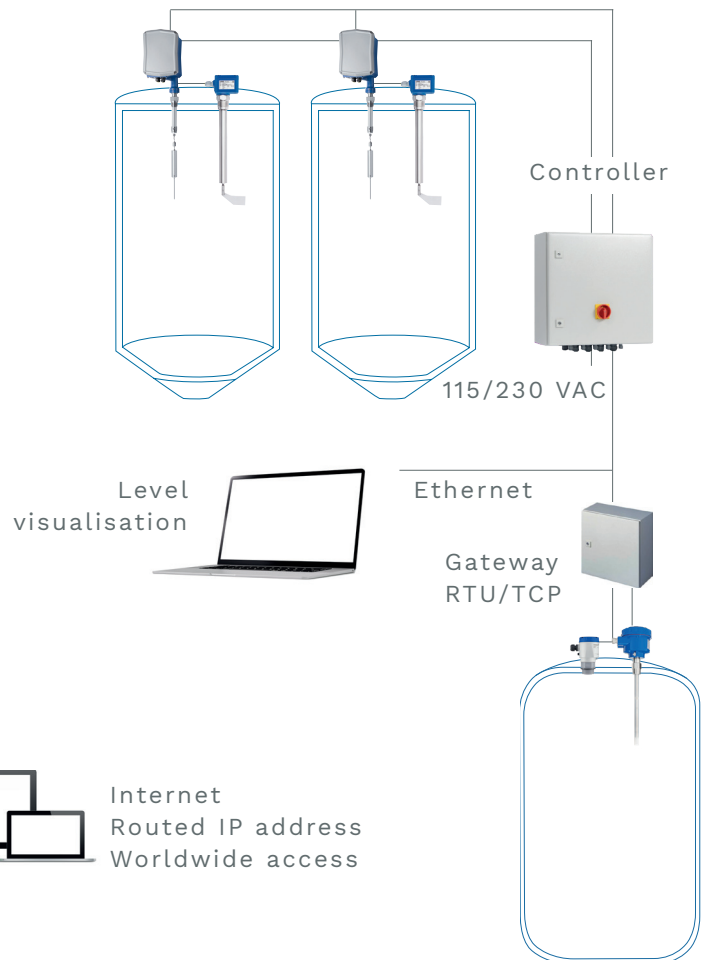 Controller
115/230 VAC
Level
visualisation
Ethernet
Gateway
RTU/TCP
Internet
Routed IP address
Worldwide access